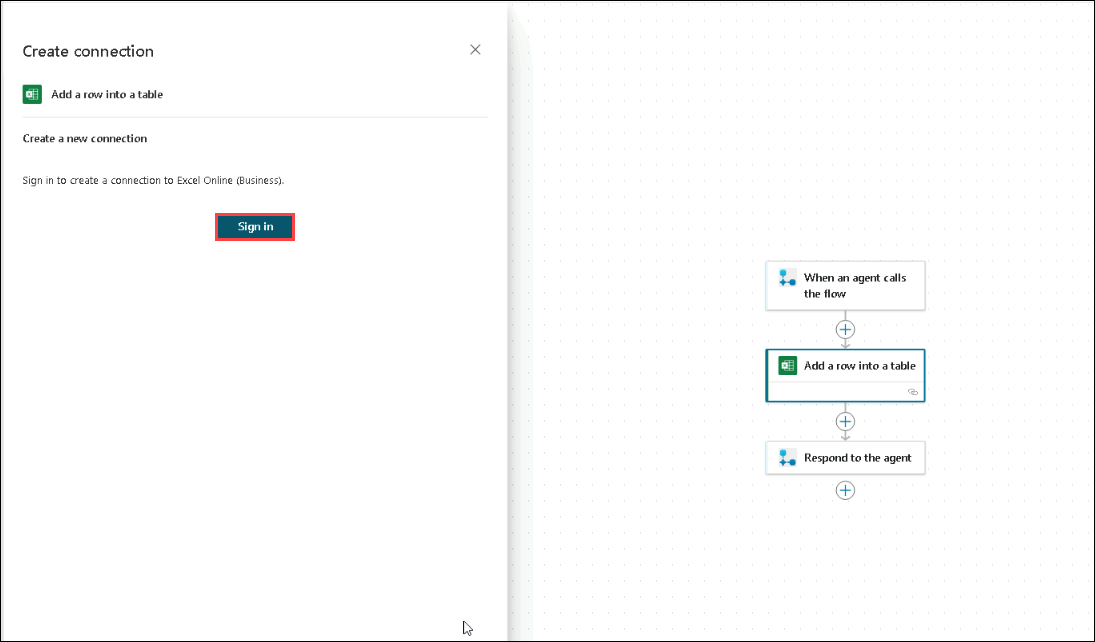 Create connection
Add a row into a table
Create a new connection
Sign in to create a connection to Excel Online (Business).
Sign in
When an agent calls
the flow
Add a row into a table
Respond to the agent